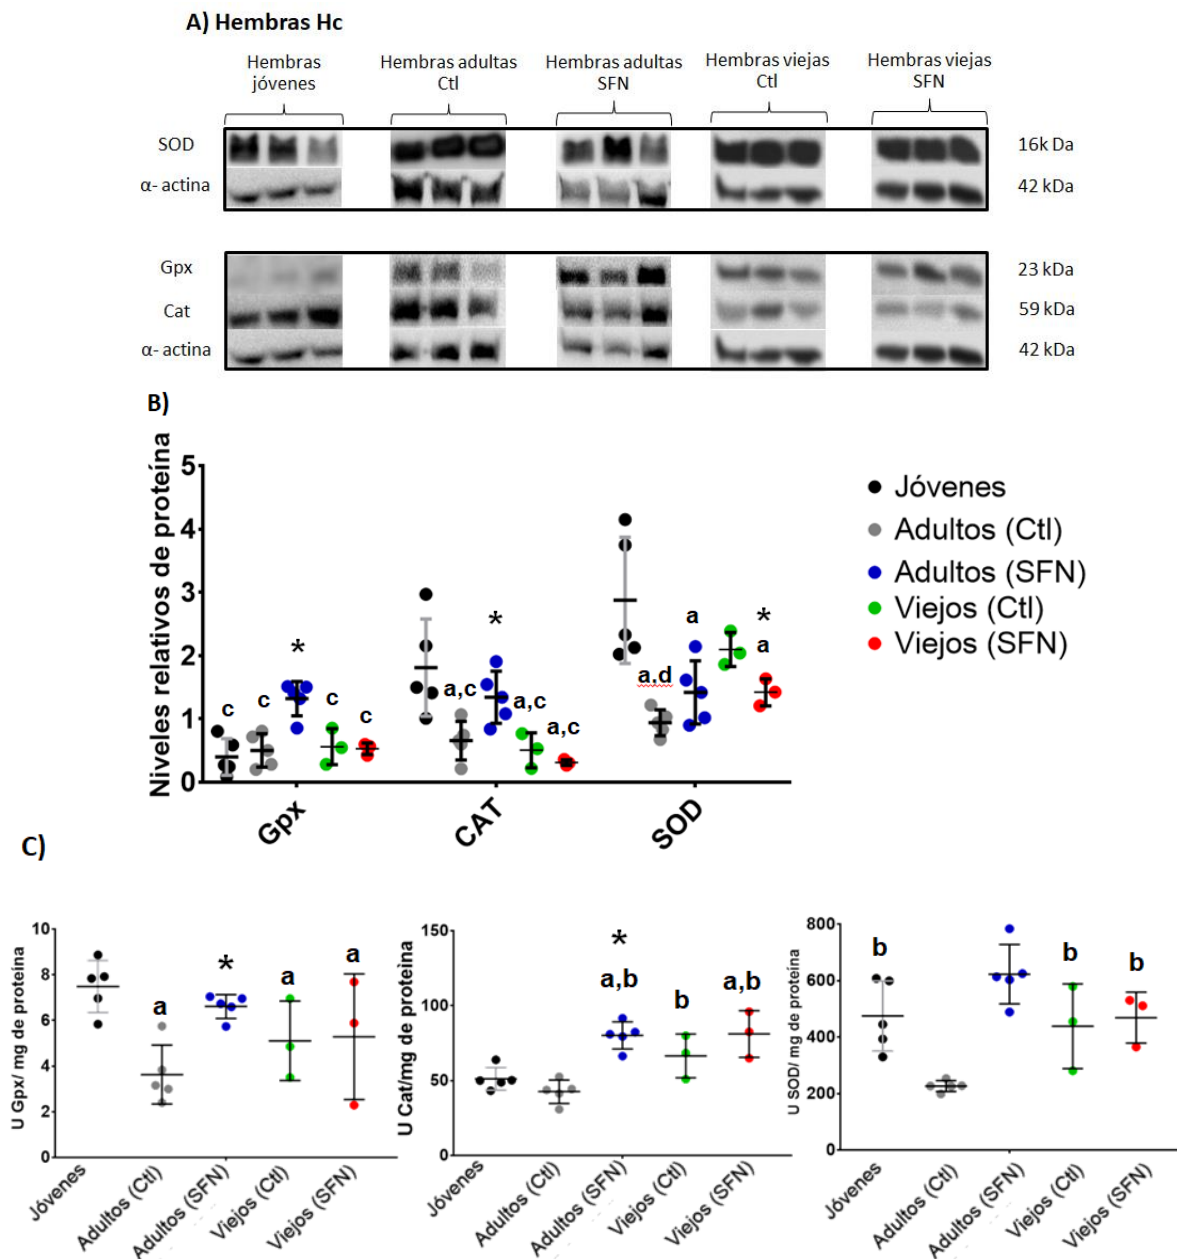 A) Hembras Hc
Hembras
jóvenes
Hembras adultas
Ctl
Hembras adultas
SFN
Hembras viejas
Ctl
Hembras viejas
SFN
SOD
16k Da
α- actina
42 kDa
Gpx
23 kDa
Cat
59 kDa
α- actina
42 kDa
B)
Niveles relativos de proteína
5
4
3
2
1
0
c
c
*
c
c
a,c
*
a,c
a,c
a,d
a
*
a
Gpx
CAT
SOD
Jóvenes
Adultos (Ctl)
Adultos (SFN)
Viejos (Ctl)
Viejos (SFN)
C)
U Gpx/ mg de proteína
10
8
6
4
2
0
a
*
a
a
Jóvenes
Adultos (Ctl)
Adultos (SFN)
Viejos (Ctl)
Viejos (SFN)
U Cat/mg de proteína
150
100
50
0
*
a,b
b
a,b
Jóvenes
Adultos (Ctl)
Adultos (SFN)
Viejos (Ctl)
Viejos (SFN)
U SOD/ mg de proteína
800
600
400
200
0
b
b
b
Jóvenes
Adultos (Ctl)
Adultos (SFN)
Viejos (Ctl)
Viejos (SFN)